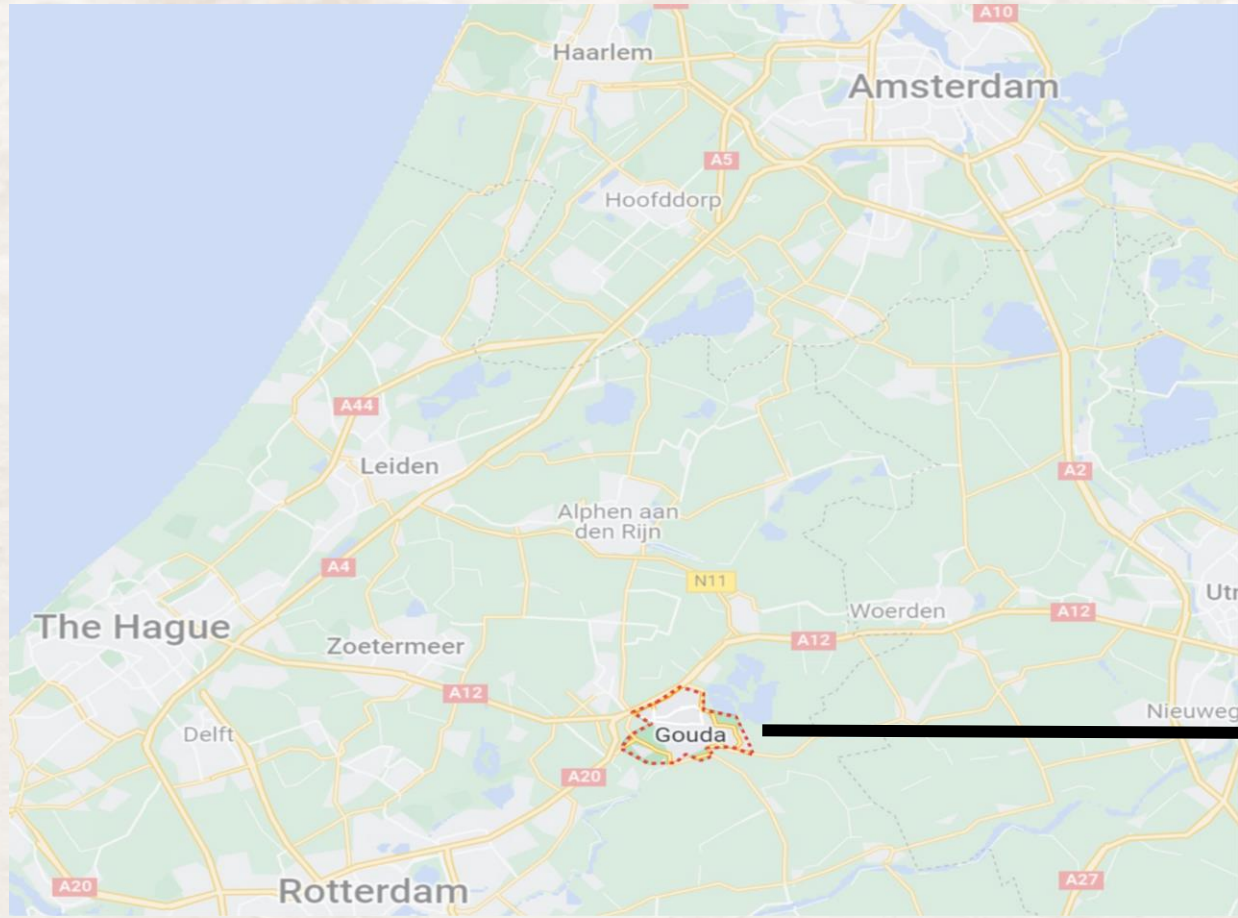 A10
Haarlem
Amsterdam
A5
Hoofddorp
A44
Leiden
A2
Alphen aan
den Rijn
A4
N11
Utr
Woerden
A12
The Hague
A12
Zoetermeer
A12
Nieuweg
Delft
Gouda
A20
A27
A20
Rotterdam